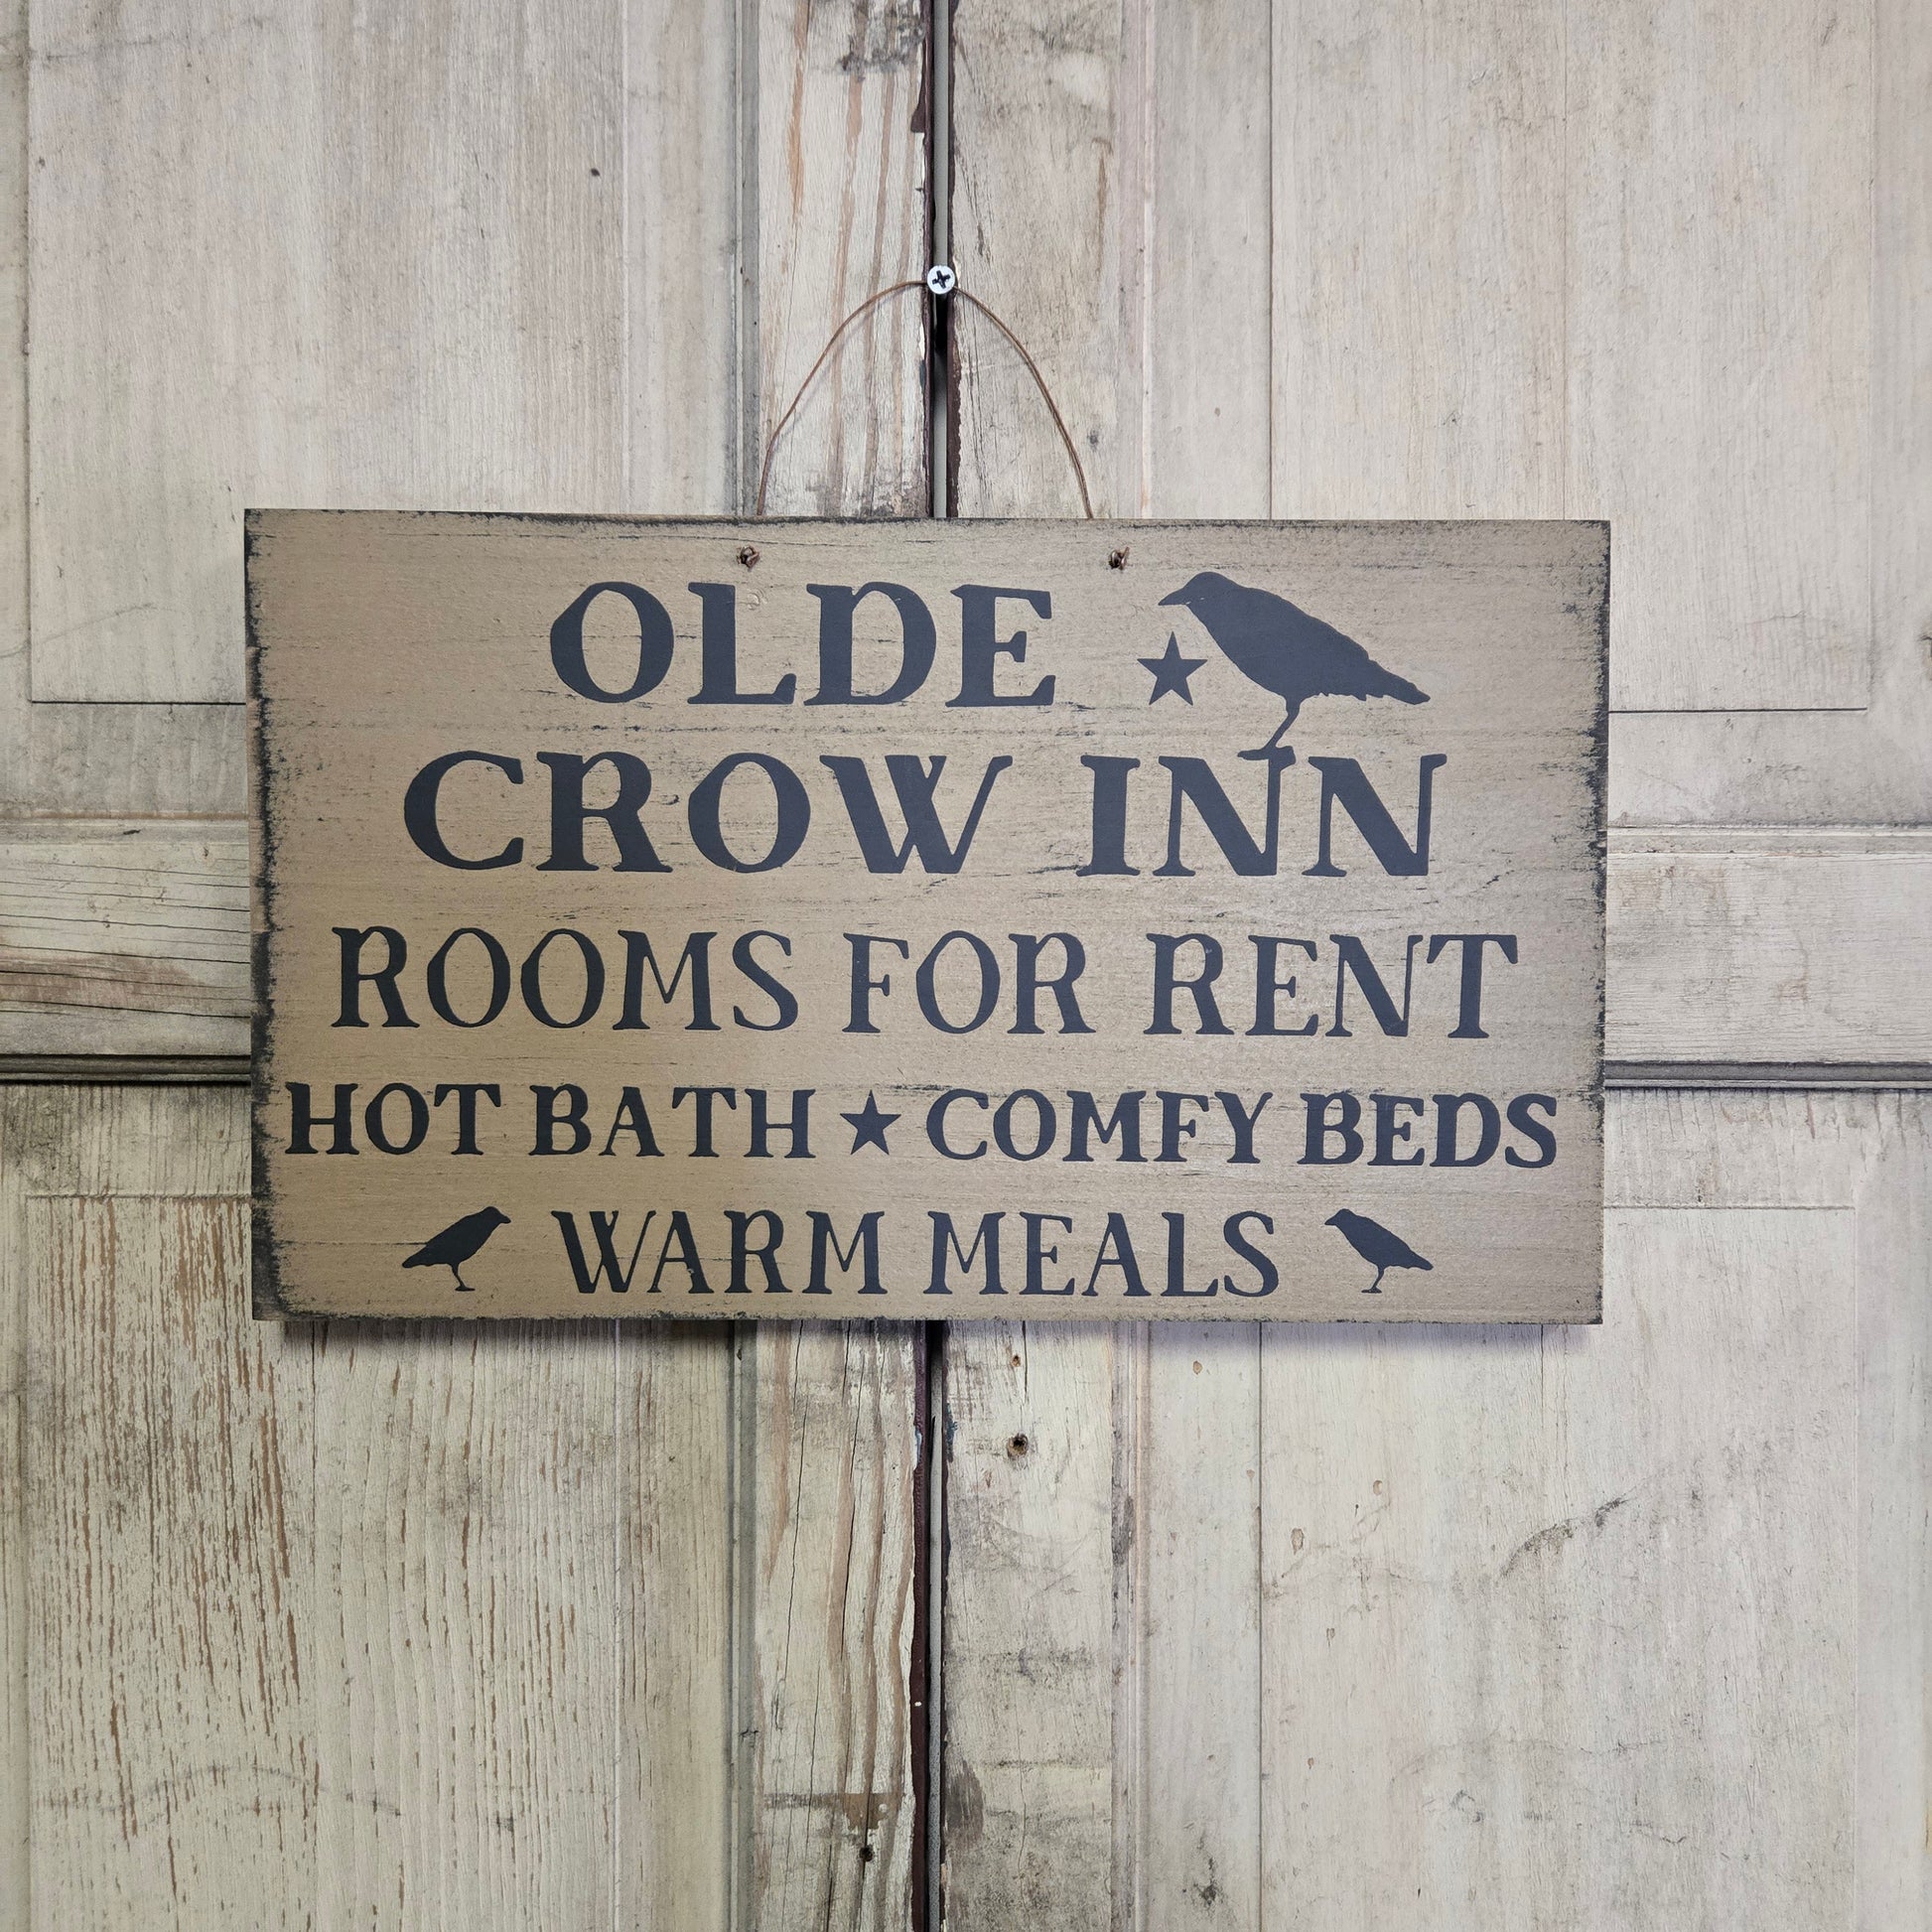 OLDE
CROW INN
ROOMS FOR RENT
HOT BATH ★ COMFY BEDS
WARM MEALS